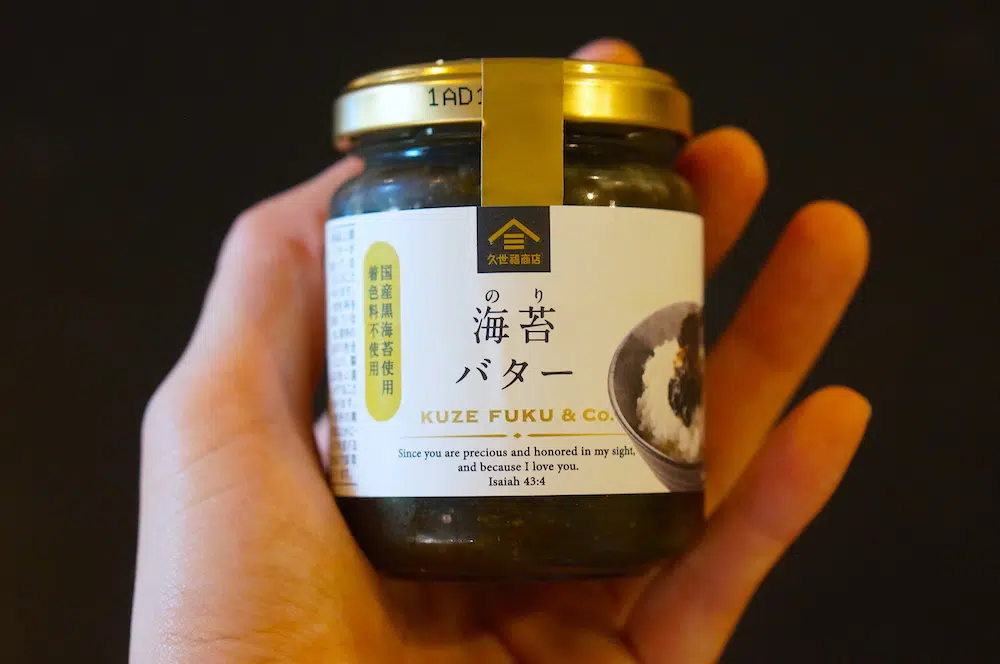 1AD1
久世福商店
国産黒海苔使用
着色料不使用
のり
海苔
バター
KUZE FUKU & Co.
Since you are precious and honored in my sight,
and because I love you.
Isaiah 43:4